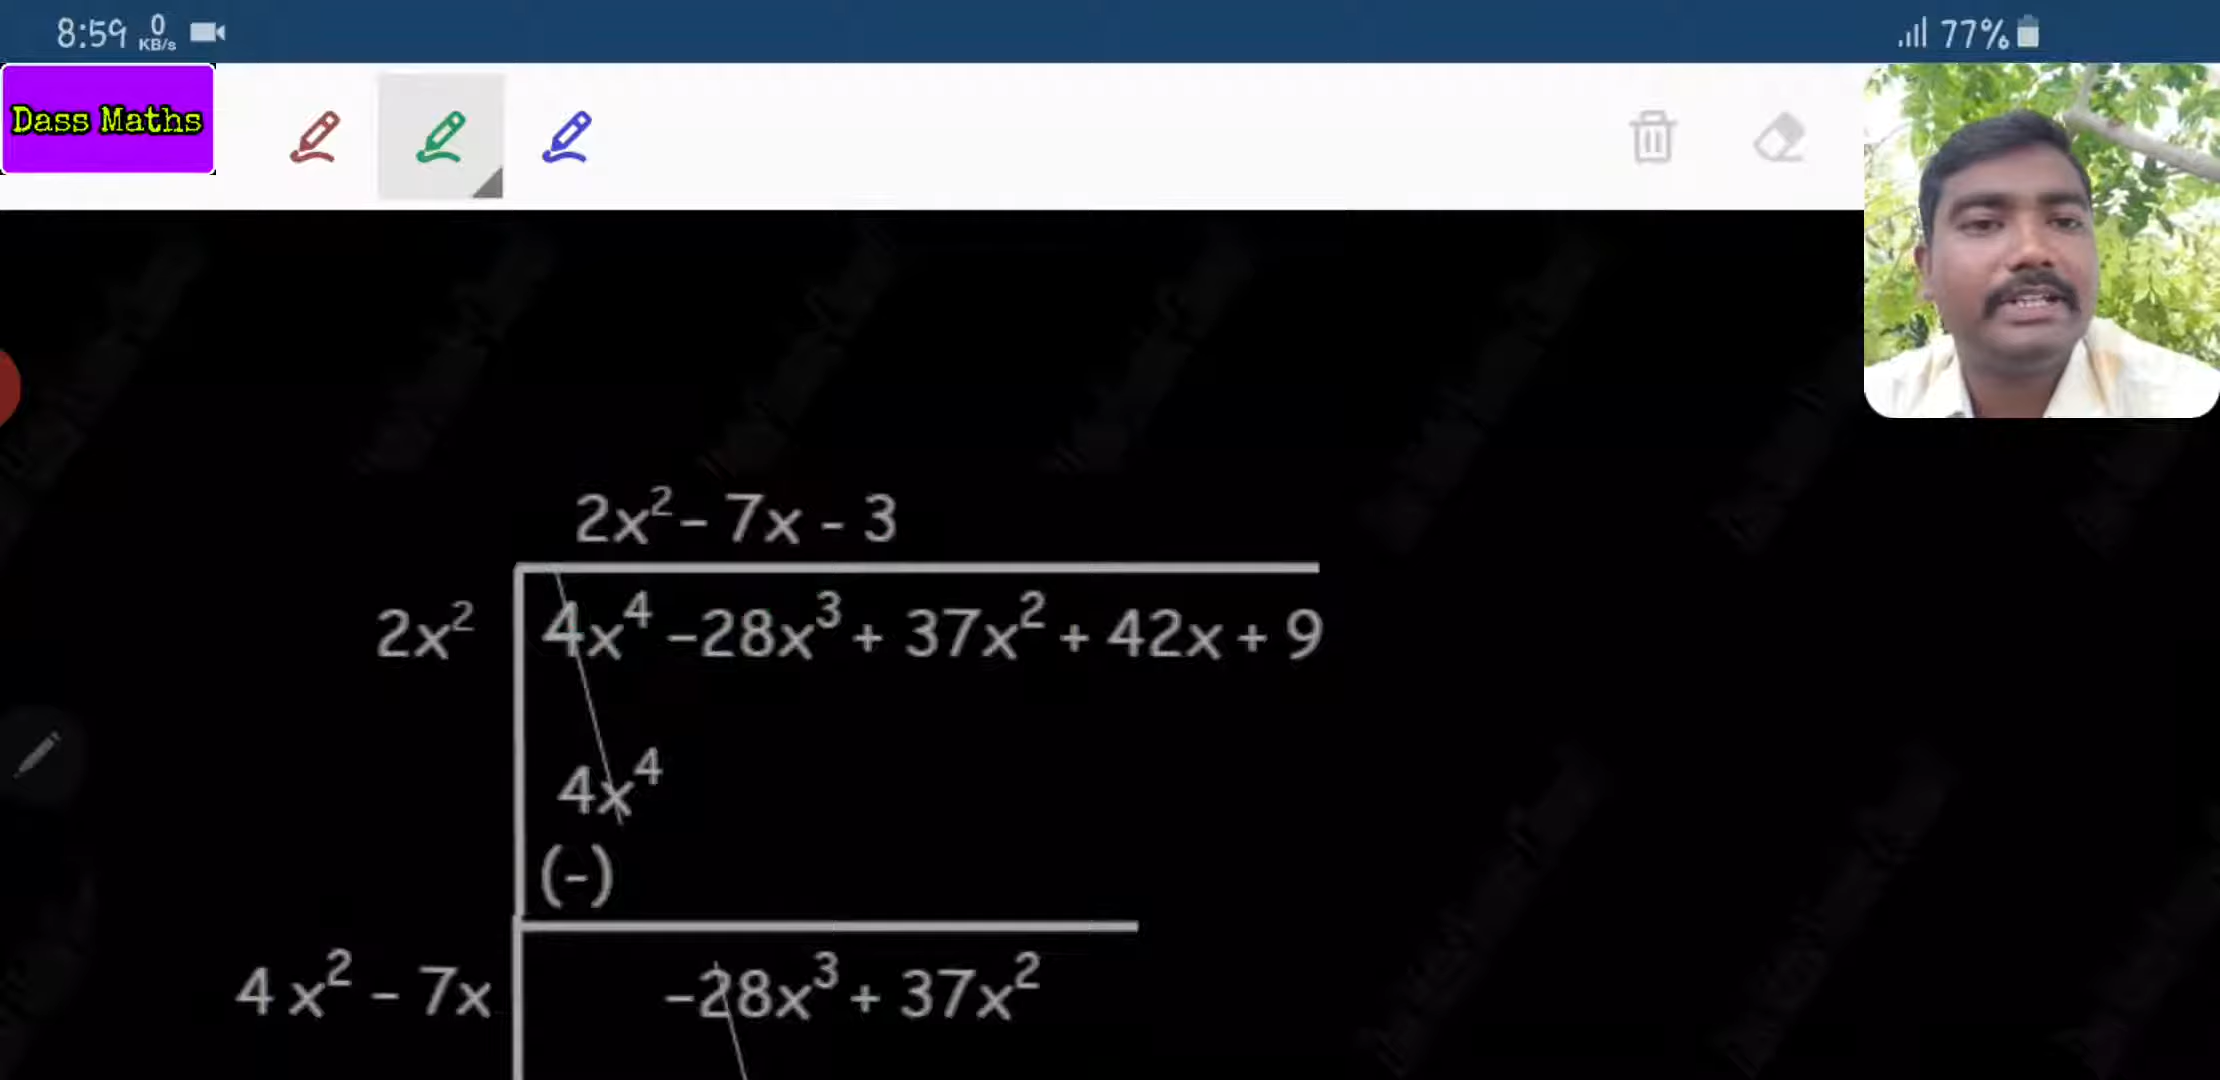 8:59 0 KB/s 77%
Dass Maths
2x² – 7x - 3
2x² 4x⁴ –28x³ + 37x² + 42x + 9
4x⁴
(-)
4x² – 7x –28x³ + 37x²